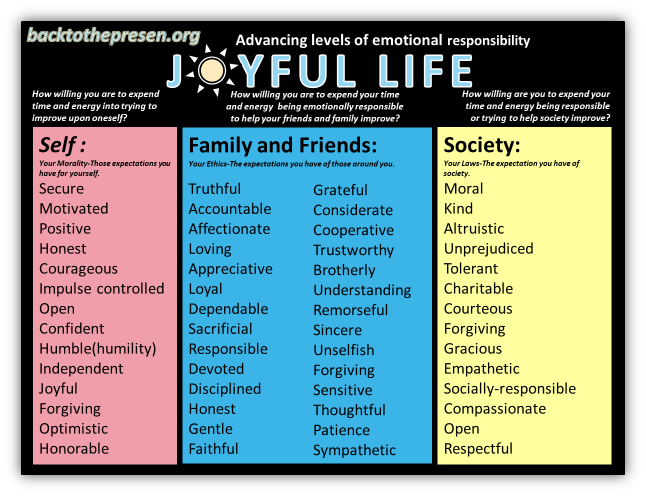 backtothepresen.org
Advancing levels of emotional responsibility
JOYFUL LIFE
How willing you are to expend
time and energy into trying to
improve upon oneself?
How willing you are to expend your time
and energy being emotionally responsible
to help your friends and family improve?
How willing you are to expend your
time and energy being responsible
or trying to help society improve?
Self :
Your Morality-Those expectations you
have for yourself.
Secure
Motivated
Positive
Honest
Courageous
Impulse controlled
Open
Confident
Humble(humility)
Independent
Joyful
Forgiving
Optimistic
Honorable
Family and Friends:
Your Ethics-The expectations you have of those around you.
Truthful
Accountable
Affectionate
Loving
Appreciative
Loyal
Dependable
Sacrificial
Responsible
Devoted
Disciplined
Honest
Gentle
Faithful
Grateful
Considerate
Cooperative
Trustworthy
Brotherly
Understanding
Remorseful
Sincere
Unselfish
Forgiving
Sensitive
Thoughtful
Patience
Sympathetic
Society:
Your Laws-The expectation you have of
society.
Moral
Kind
Altruistic
Unprejudiced
Tolerant
Charitable
Courteous
Forgiving
Gracious
Empathetic
Socially-responsible
Compassionate
Open
Respectful